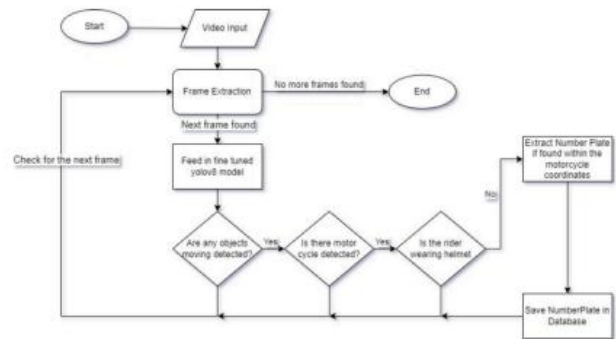 Start
Video Input
Frame Extraction
No more frames found
End
Next frame found
Check for the next frame
Feed in fine tuned
yolov8 model
Extract Number Plate
if found within the
motorcycle
coordinates
No
Are any objects
moving detected?
Yes
Is there motor
cycle detected?
Yes
Is the rider
wearing helmet
Save NumberPlate in
Database